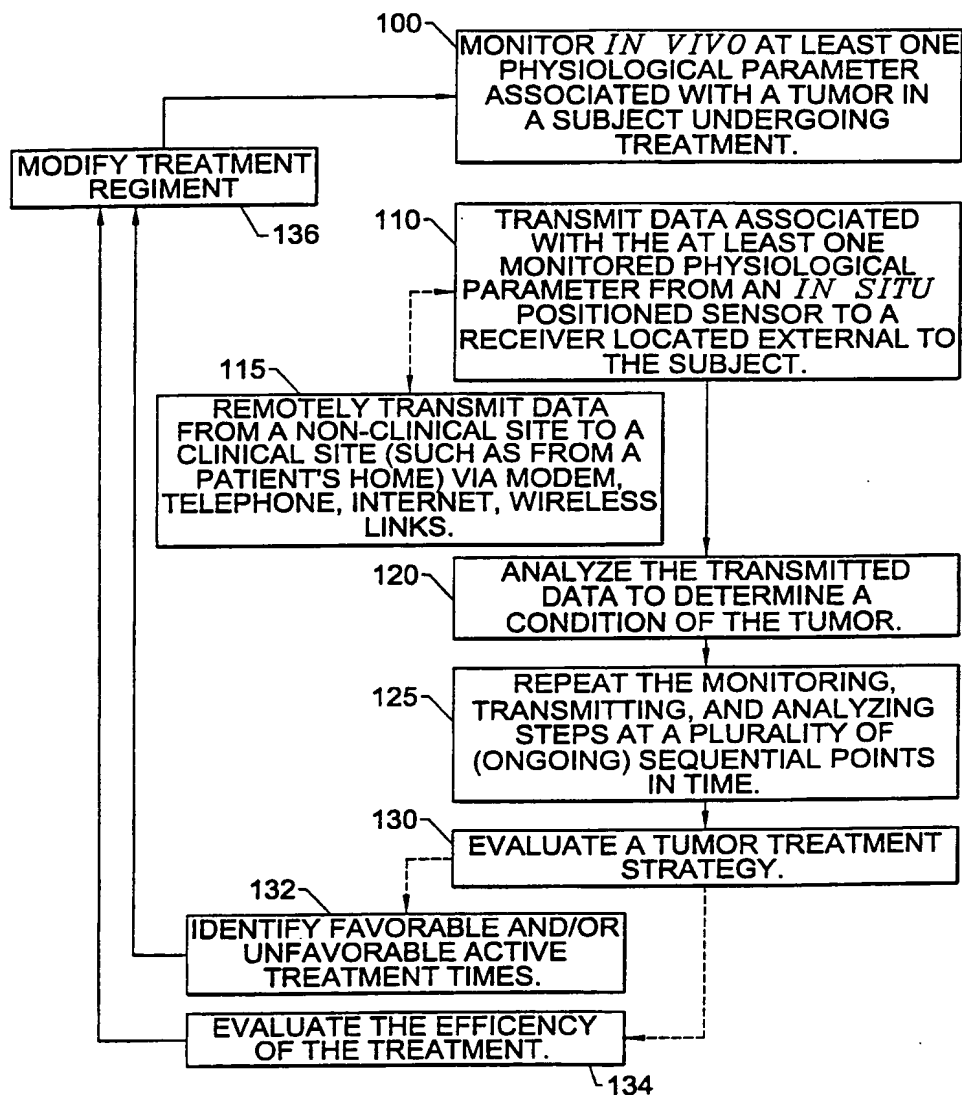 100
MONITOR IN VIVO AT LEAST ONE
PHYSIOLOGICAL PARAMETER
ASSOCIATED WITH A TUMOR IN
A SUBJECT UNDERGOING
TREATMENT.
MODIFY TREATMENT
REGIMENT
136
110
TRANSMIT DATA ASSOCIATED
WITH THE AT LEAST ONE
MONITORED PHYSIOLOGICAL
PARAMETER FROM AN IN SITU
POSITIONED SENSOR TO A
RECEIVER LOCATED EXTERNAL TO
THE SUBJECT.
115
REMOTELY TRANSMIT DATA
FROM A NON-CLINICAL SITE TO A
CLINICAL SITE (SUCH AS FROM A
PATIENT'S HOME) VIA MODEM,
TELEPHONE, INTERNET, WIRELESS
LINKS.
120
ANALYZE THE TRANSMITTED
DATA TO DETERMINE A
CONDITION OF THE TUMOR.
125
REPEAT THE MONITORING,
TRANSMITTING, AND ANALYZING
STEPS AT A PLURALITY OF
(ONGOING) SEQUENTIAL POINTS
IN TIME.
130
EVALUATE A TUMOR TREATMENT
STRATEGY.
132
IDENTIFY FAVORABLE AND/OR
UNFAVORABLE ACTIVE
TREATMENT TIMES.
EVALUATE THE EFFICENCY
OF THE TREATMENT.
134